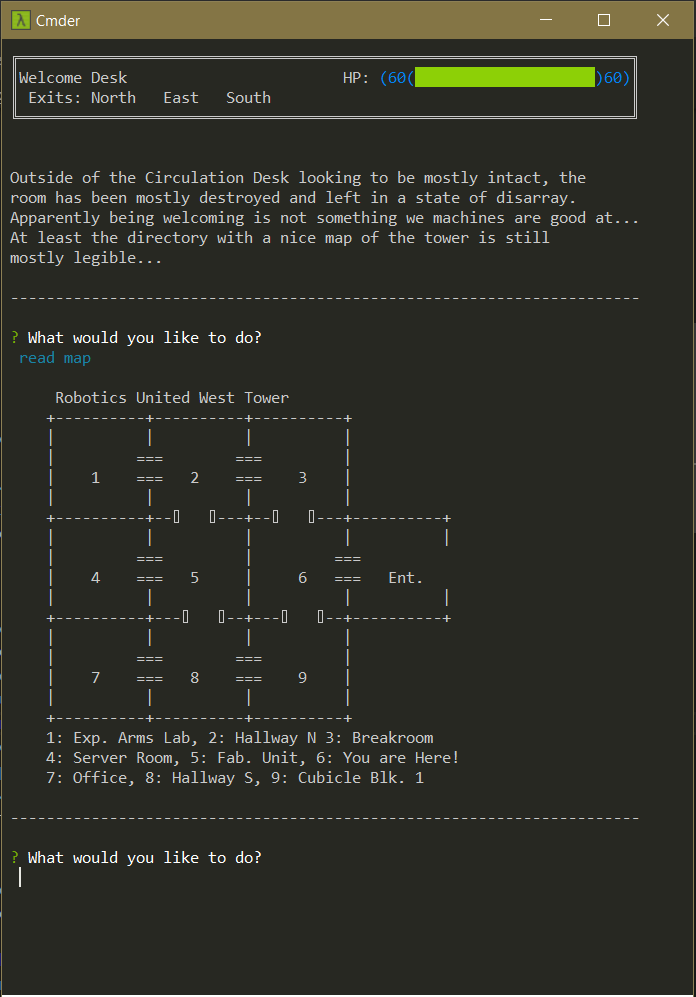 Cmder
Welcome Desk HP: (60( )60)
Exits: North East South
Outside of the Circulation Desk looking to be mostly intact, the
room has been mostly destroyed and left in a state of disarray.
Apparently being welcoming is not something we machines are good at...
At least the directory with a nice map of the tower is still
mostly legible...
? What would you like to do?
read map
Robotics United West Tower
1 2 3
4 5 6 Ent.
7 8 9
1: Exp. Arms Lab, 2: Hallway N 3: Breakroom
4: Server Room, 5: Fab. Unit, 6: You are Here!
7: Office, 8: Hallway S, 9: Cubicle Blk. 1
? What would you like to do?